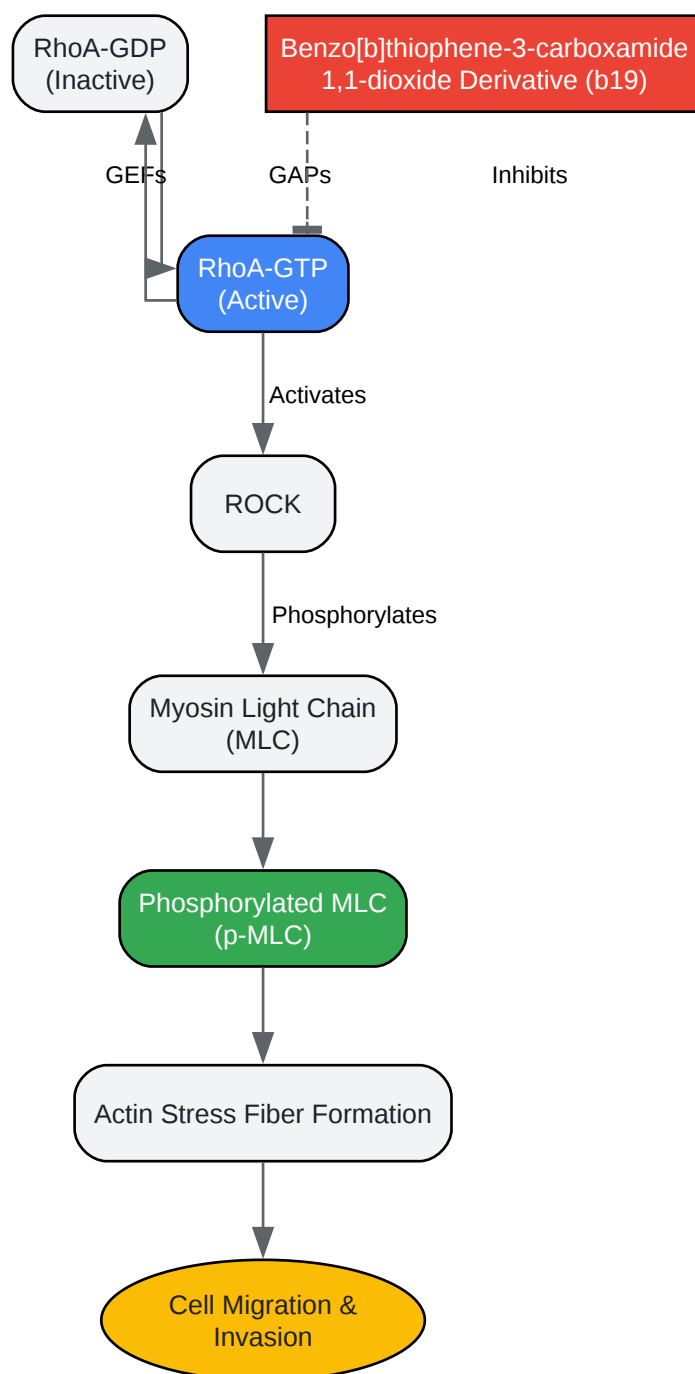 RhoA-GDP
(Inactive)
Benzo[b]thiophene-3-carboxamide
1,1-dioxide Derivative (b19)
GEFs
GAPs
Inhibits
RhoA-GTP
(Active)
Activates
ROCK
Phosphorylates
Myosin Light Chain
(MLC)
Phosphorylated MLC
(p-MLC)
Actin Stress Fiber Formation
Cell Migration &
Invasion